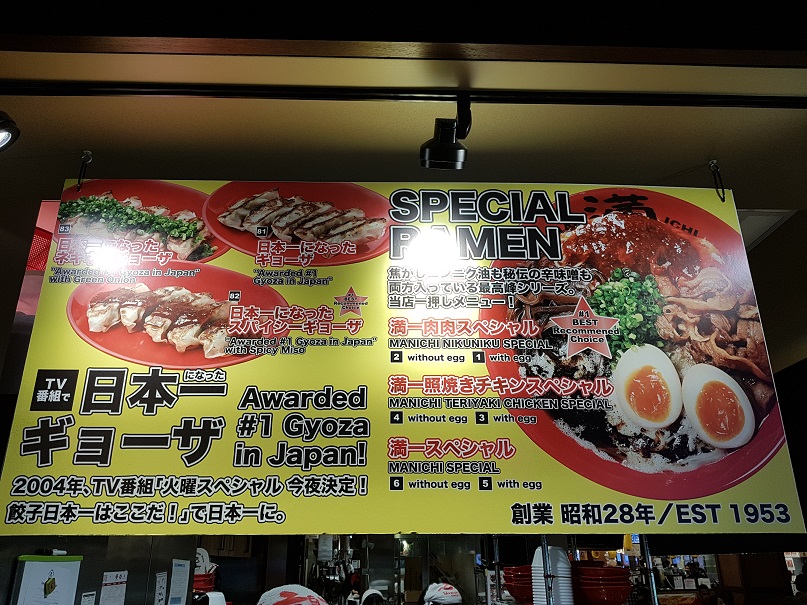 83
日本一になった
ネギギョーザ
"Awarded #1 Gyoza in Japan"
with Green Onion
81
日本一になった
ギョーザ
"Awarded #1
Gyoza in Japan"
82
日本一になった
スパイシーギョーザ
"Awarded #1 Gyoza in Japan"
with Spicy Miso
BEST
Recommened
Choice
TV
番組で
日本一
になった
ギョーザ
Awarded
#1 Gyoza
in Japan!
2004年、TV番組「火曜スペシャル 今夜決定!
餃子日本一はここだ!」で日本一に。
SPECIAL
RAMEN
焦がしニンニク油も秘伝の辛味噌も
両方入っている最高峰シリーズ。
当店一押しメニュー!
満一肉肉スペシャル
MANICHI NIKUNIKU SPECIAL
2 without egg 1 with egg
#1
BEST
Recommened
Choice
満一照焼きチキンスペシャル
MANICHI TERIYAKI CHICKEN SPECIAL
4 without egg 3 with egg
満一スペシャル
MANICHI SPECIAL
6 without egg 5 with egg
満
ICHI
創業 昭和28年/EST 1953